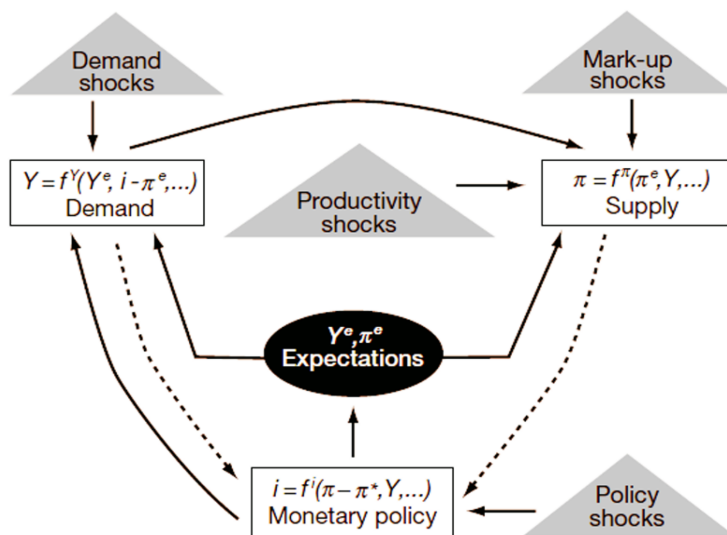 Demand
shocks
Mark-up
shocks
Y = f^Y(Y^e, i - π^e,...)
Demand
Productivity
shocks
π = f^π(π^e, Y,...)
Supply
Y^e, π^e
Expectations
i = f^i(π - π*, Y,...)
Monetary policy
Policy
shocks